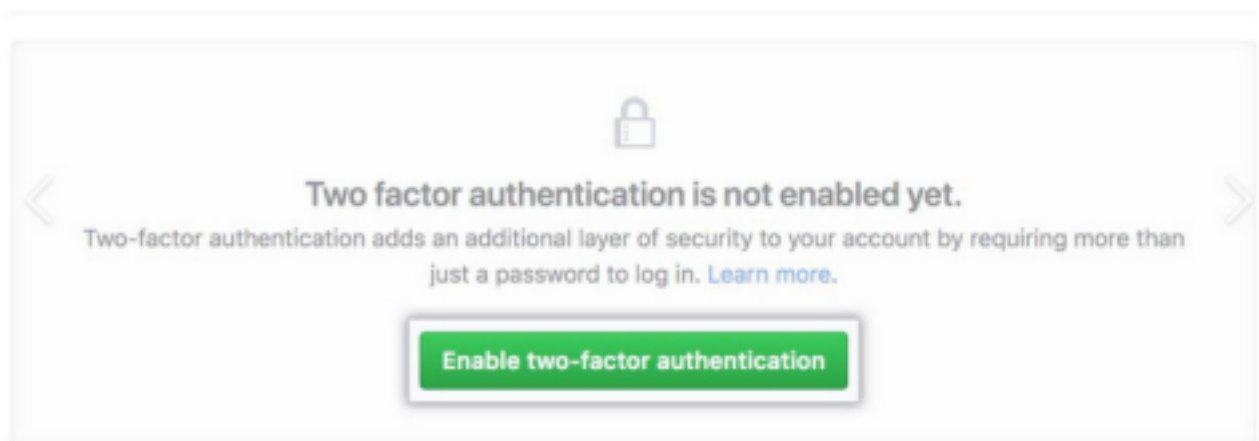 Two factor authentication is not enabled yet.
Two-factor authentication adds an additional layer of security to your account by requiring more than
just a password to log in. Learn more.
Enable two-factor authentication